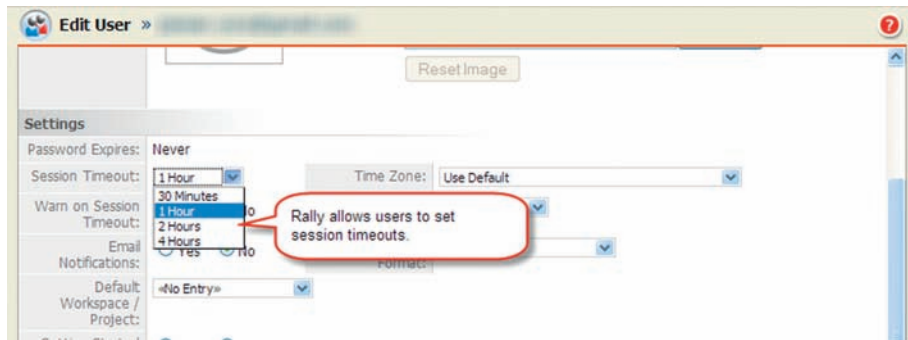 Edit User »
?
Reset Image
Settings
Password Expires: Never
Session Timeout: 1 Hour Time Zone: Use Default
30 Minutes
1 Hour
2 Hours
4 Hours
Warn on Session
Timeout:
Rally allows users to set
session timeouts.
Email
Notifications: Yes No Format:
Default
Workspace /
Project: «No Entry»